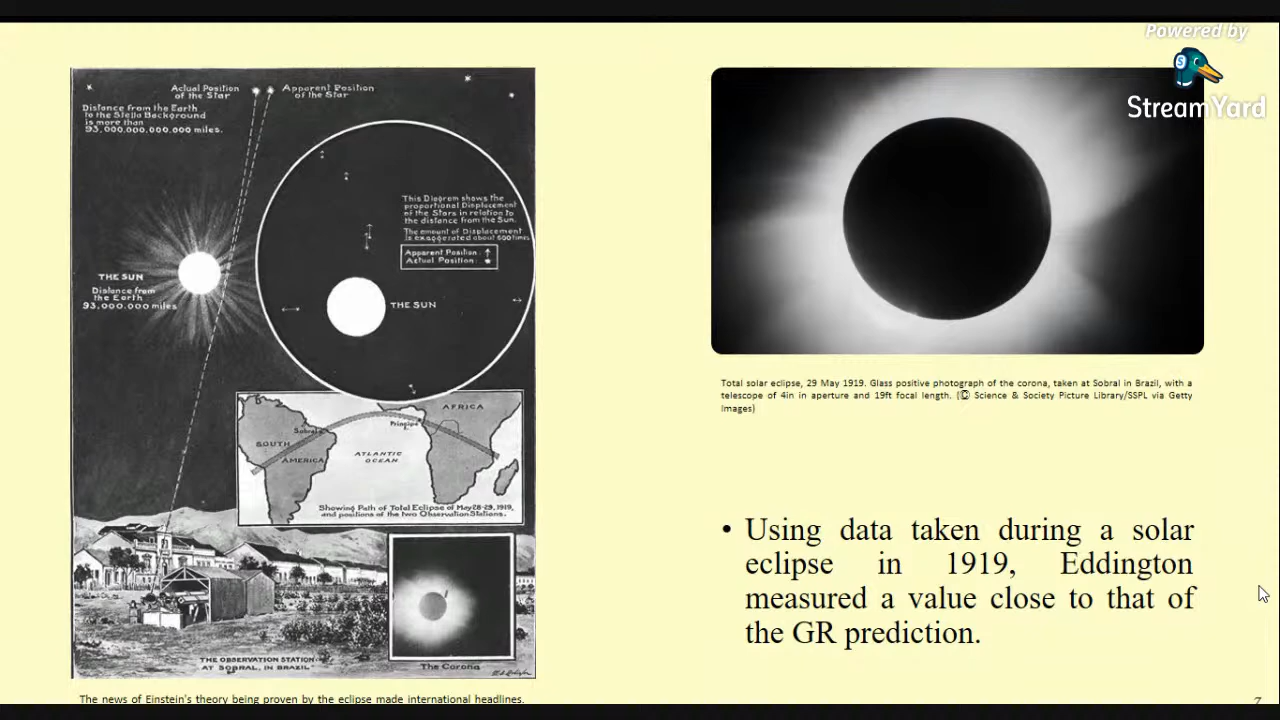 Powered by
StreamYard
Actual Position
of the Star
Apparent Position
of the Star
Distance from the Earth
to the Stella Background
is more than
93,000,000,000,000 miles.
This Diagram shows the
proportional Displacement
of the Stars in relation to
the distance from the Sun.
The amount of Displacement
is exaggerated about 600 times
Apparent Position:
Actual Position:
THE SUN
Distance from
the Earth
93,000,000 miles
THE SUN
AFRICA
Principe
Sobral
SOUTH
AMERICA
ATLANTIC
OCEAN
Showing Path of Total Eclipse of May 28-29, 1919,
and positions of the two Observation Stations.
THE OBSERVATION STATION
AT SOBRAL, IN BRAZIL
The Corona
The news of Einstein's theory being proven by the eclipse made international headlines.
Total solar eclipse, 29 May 1919. Glass positive photograph of the corona, taken at Sobral in Brazil, with a
telescope of 4in in aperture and 19ft focal length. (© Science & Society Picture Library/SSPL via Getty
Images)
• Using data taken during a solar
eclipse in 1919, Eddington
measured a value close to that of
the GR prediction.
7